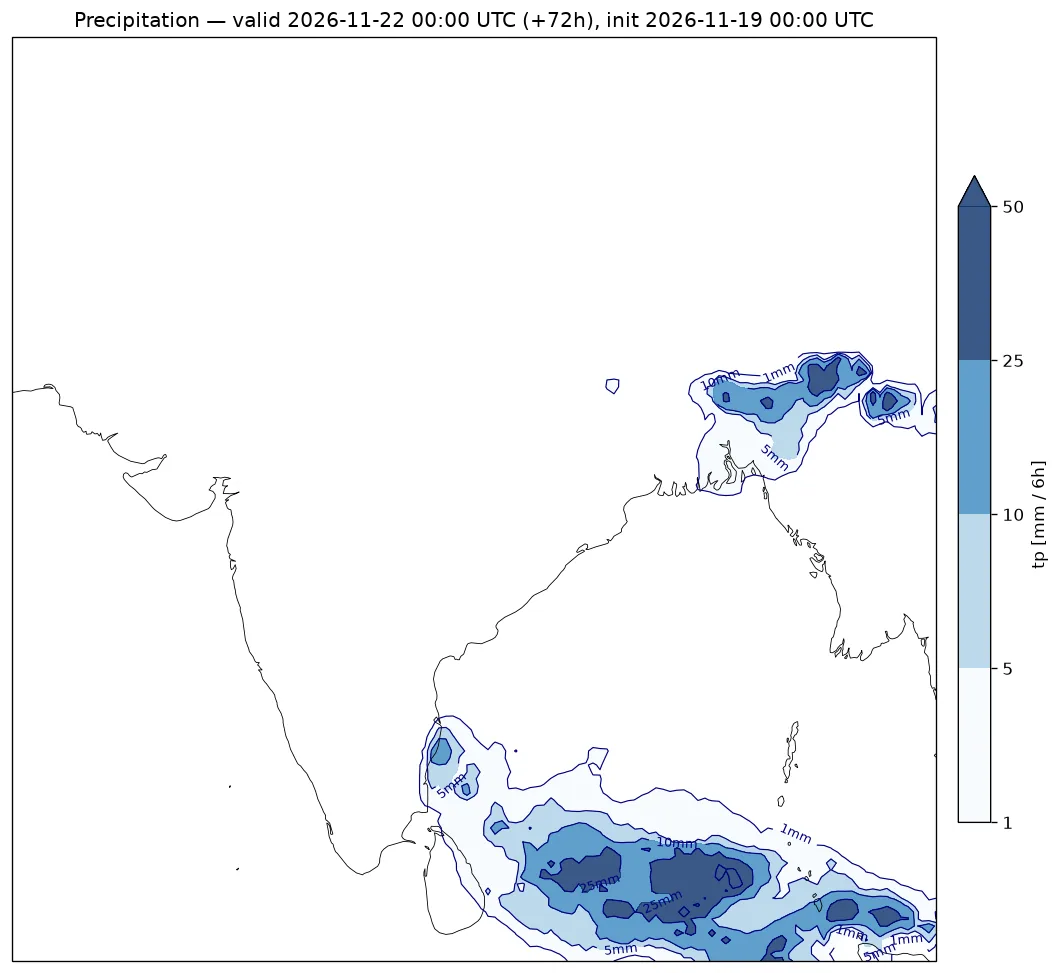 Precipitation — valid 2026-11-22 00:00 UTC (+72h), init 2026-11-19 00:00 UTC
50
25
10
5
1
tp [mm / 6h]
10mm
1mm
5mm
5mm
5mm
1mm
10mm
25mm
25mm
5mm
1mm
1mm
5mm